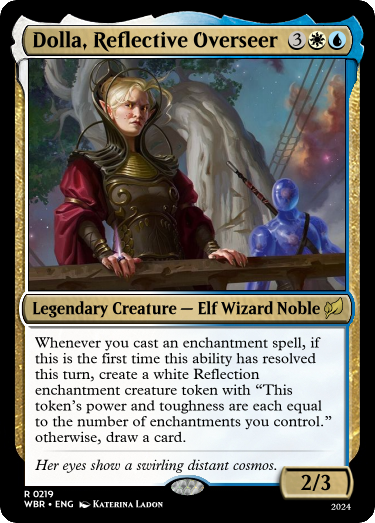 Dolla, Reflective Overseer 3
Legendary Creature — Elf Wizard Noble
Whenever you cast an enchantment spell, if
this is the first time this ability has resolved
this turn, create a white Reflection
enchantment creature token with “This
token’s power and toughness are each equal
to the number of enchantments you control.”
otherwise, draw a card.
Her eyes show a swirling distant cosmos.
2/3
R 0219
WBR • ENG Katerina Ladon
2024